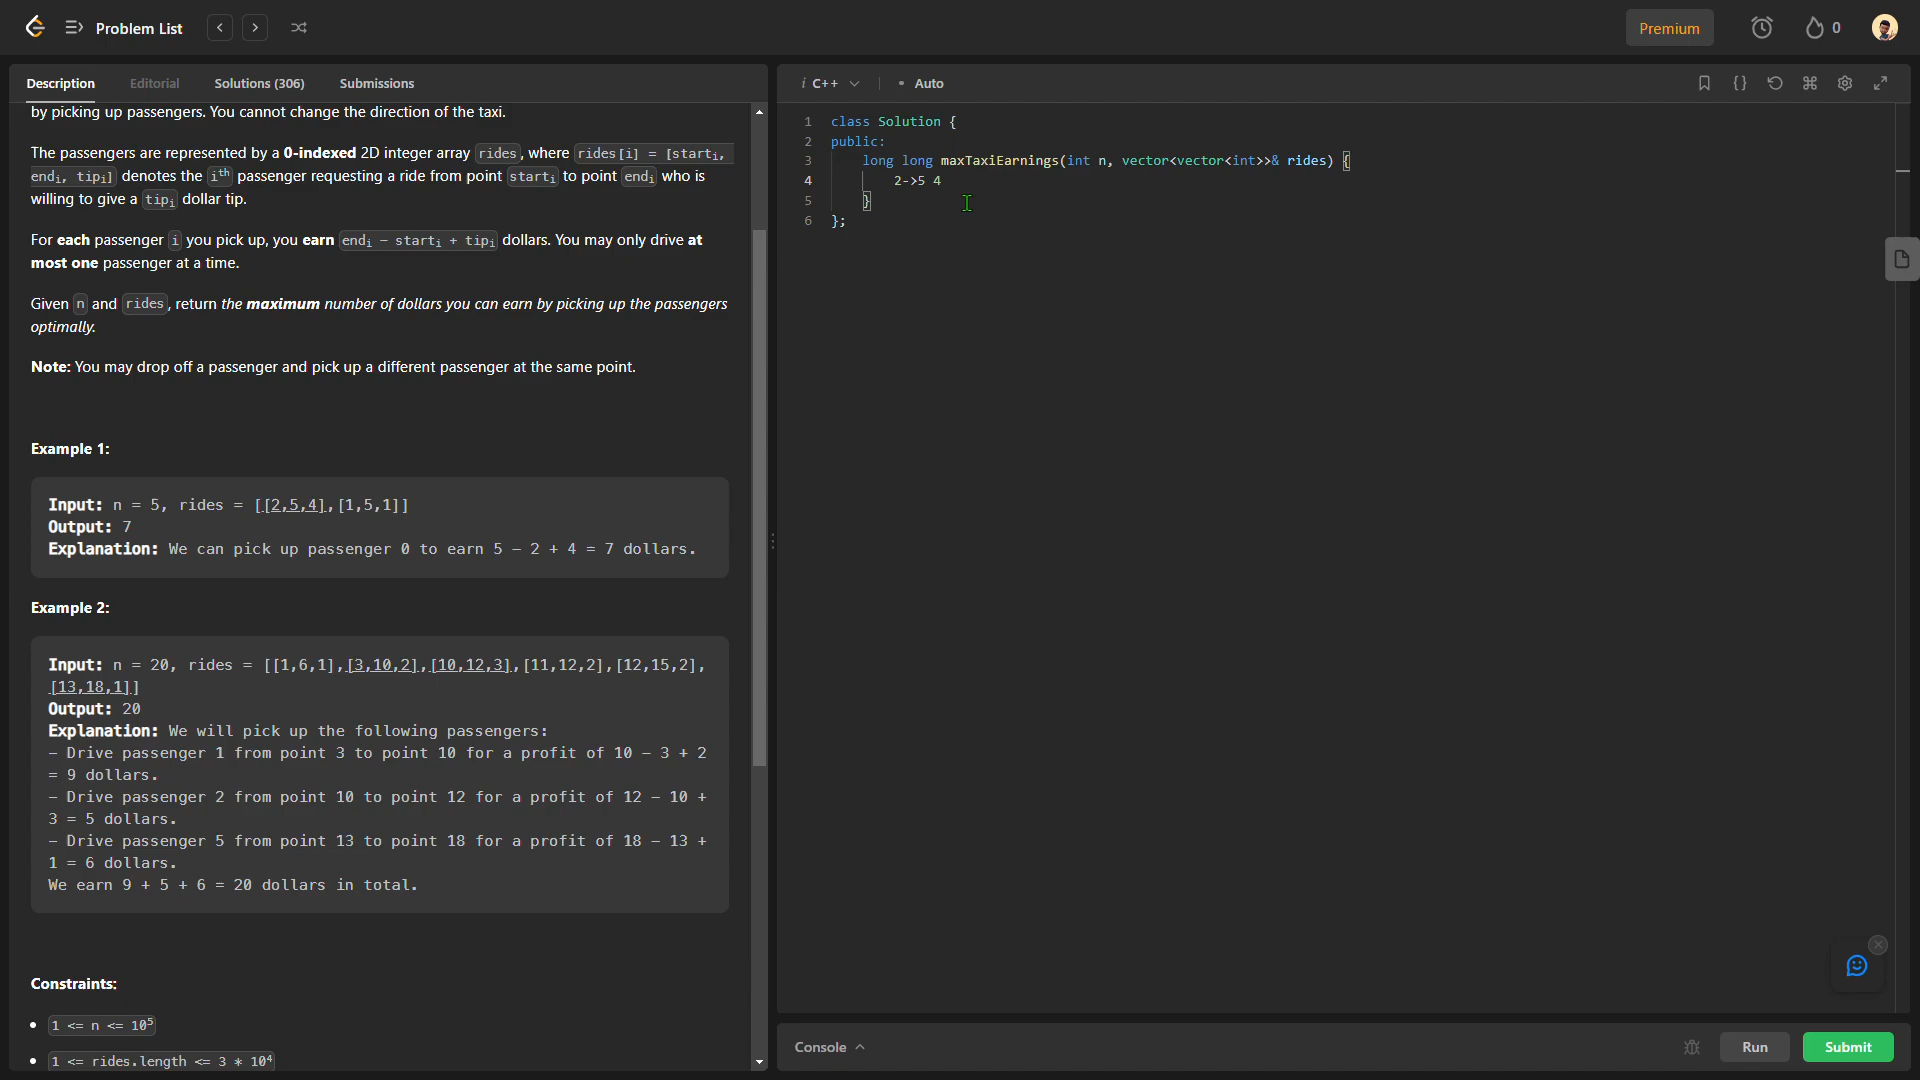 Problem List
Premium
0
Description Editorial Solutions (306) Submissions
by picking up passengers. You cannot change the direction of the taxi.
The passengers are represented by a 0-indexed 2D integer array rides, where rides[i] = [starti,
endi, tipi] denotes the ith passenger requesting a ride from point starti to point endi who is
willing to give a tipi dollar tip.
For each passenger i you pick up, you earn endi - starti + tipi dollars. You may only drive at
most one passenger at a time.
Given n and rides, return the maximum number of dollars you can earn by picking up the passengers
optimally.
Note: You may drop off a passenger and pick up a different passenger at the same point.
Example 1:
Input: n = 5, rides = [[2,5,4],[1,5,1]]
Output: 7
Explanation: We can pick up passenger 0 to earn 5 - 2 + 4 = 7 dollars.
Example 2:
Input: n = 20, rides = [[1,6,1],[3,10,2],[10,12,3],[11,12,2],[12,15,2],
[13,18,1]]
Output: 20
Explanation: We will pick up the following passengers:
- Drive passenger 1 from point 3 to point 10 for a profit of 10 - 3 + 2
= 9 dollars.
- Drive passenger 2 from point 10 to point 12 for a profit of 12 - 10 +
3 = 5 dollars.
- Drive passenger 5 from point 13 to point 18 for a profit of 18 - 13 +
1 = 6 dollars.
We earn 9 + 5 + 6 = 20 dollars in total.
Constraints:
• 1 <= n <= 10⁵
• 1 <= rides.length <= 3 * 10⁴
i C++ • Auto
{}
1 class Solution {
2 public:
3 long long maxTaxiEarnings(int n, vector<vector<int>>& rides) {
4 2->5 4
5 }
6 };
Console
Run
Submit